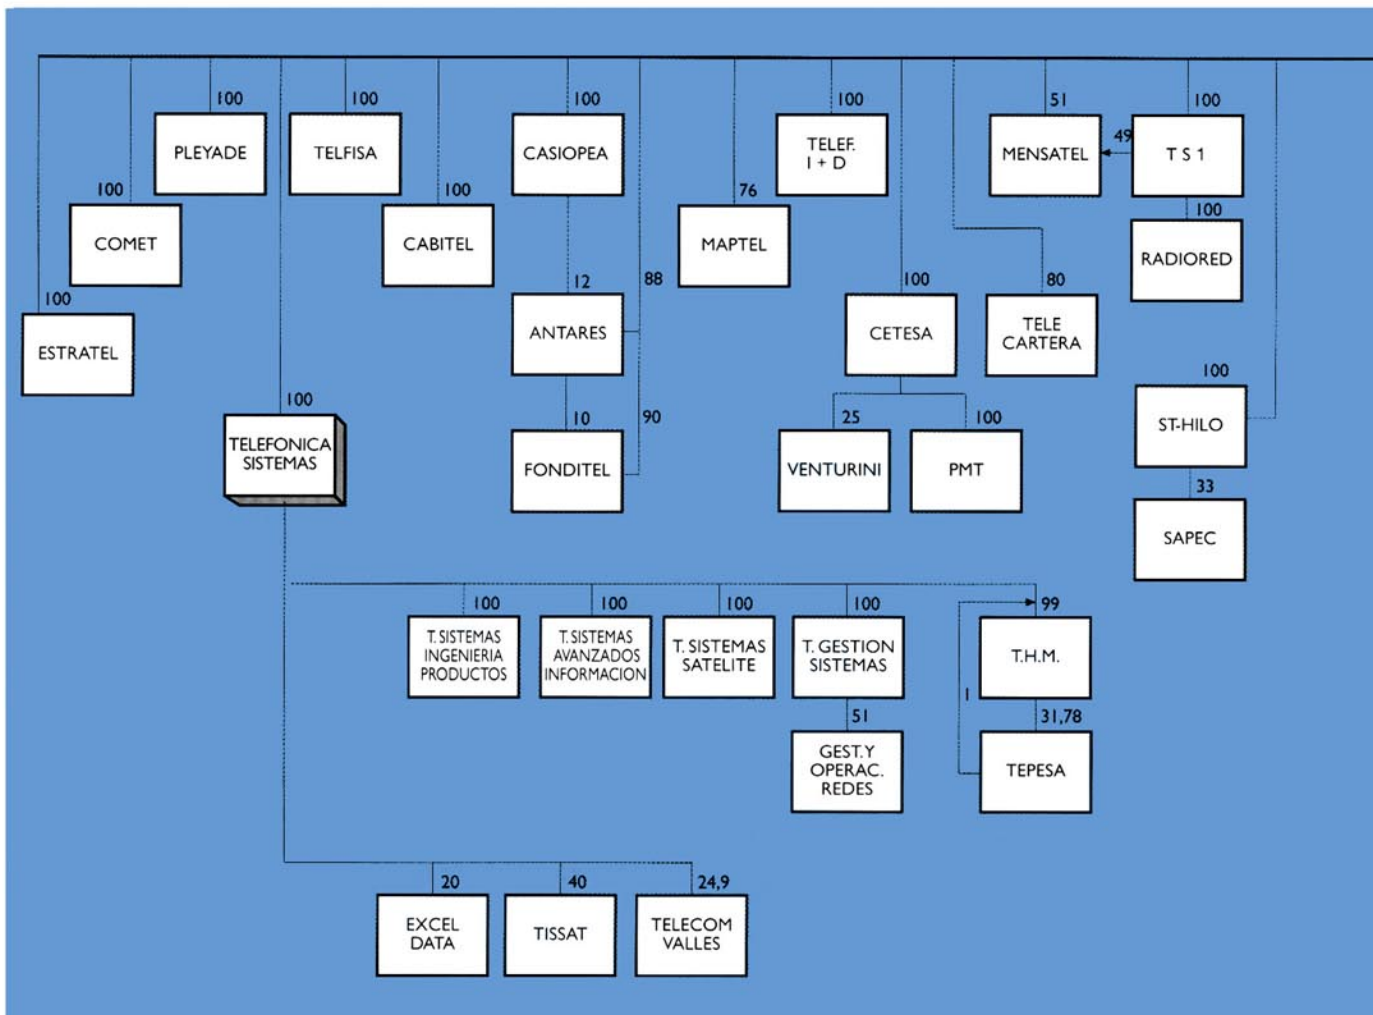 100
PLEYADE
100
TELFISA
100
CASIOPEA
100
TELEF.
I + D
51
MENSATEL
49
100
T S 1
100
COMET
100
CABITEL
76
MAPTEL
100
RADIORED
100
ESTRATEL
12
ANTARES
88
100
CETESA
80
TELE
CARTERA
100
TELEFONICA
SISTEMAS
10
FONDITEL
90
25
VENTURINI
100
PMT
100
ST-HILO
33
SAPEC
100
T. SISTEMAS
INGENIERIA
PRODUCTOS
100
T. SISTEMAS
AVANZADOS
INFORMACION
100
T. SISTEMAS
SATELITE
100
T. GESTION
SISTEMAS
99
T.H.M.
1
51
GEST. Y
OPERAC.
REDES
31,78
TEPESA
20
EXCEL
DATA
40
TISSAT
24,9
TELECOM
VALLES